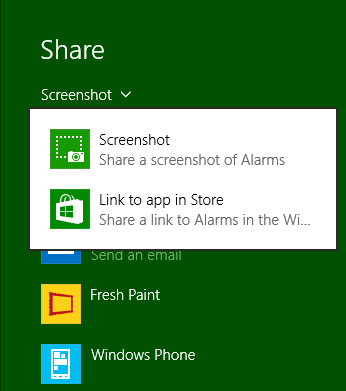 Share
Screenshot
Screenshot
Share a screenshot of Alarms
Link to app in Store
Share a link to Alarms in the Wi...
Send an email
Fresh Paint
Windows Phone